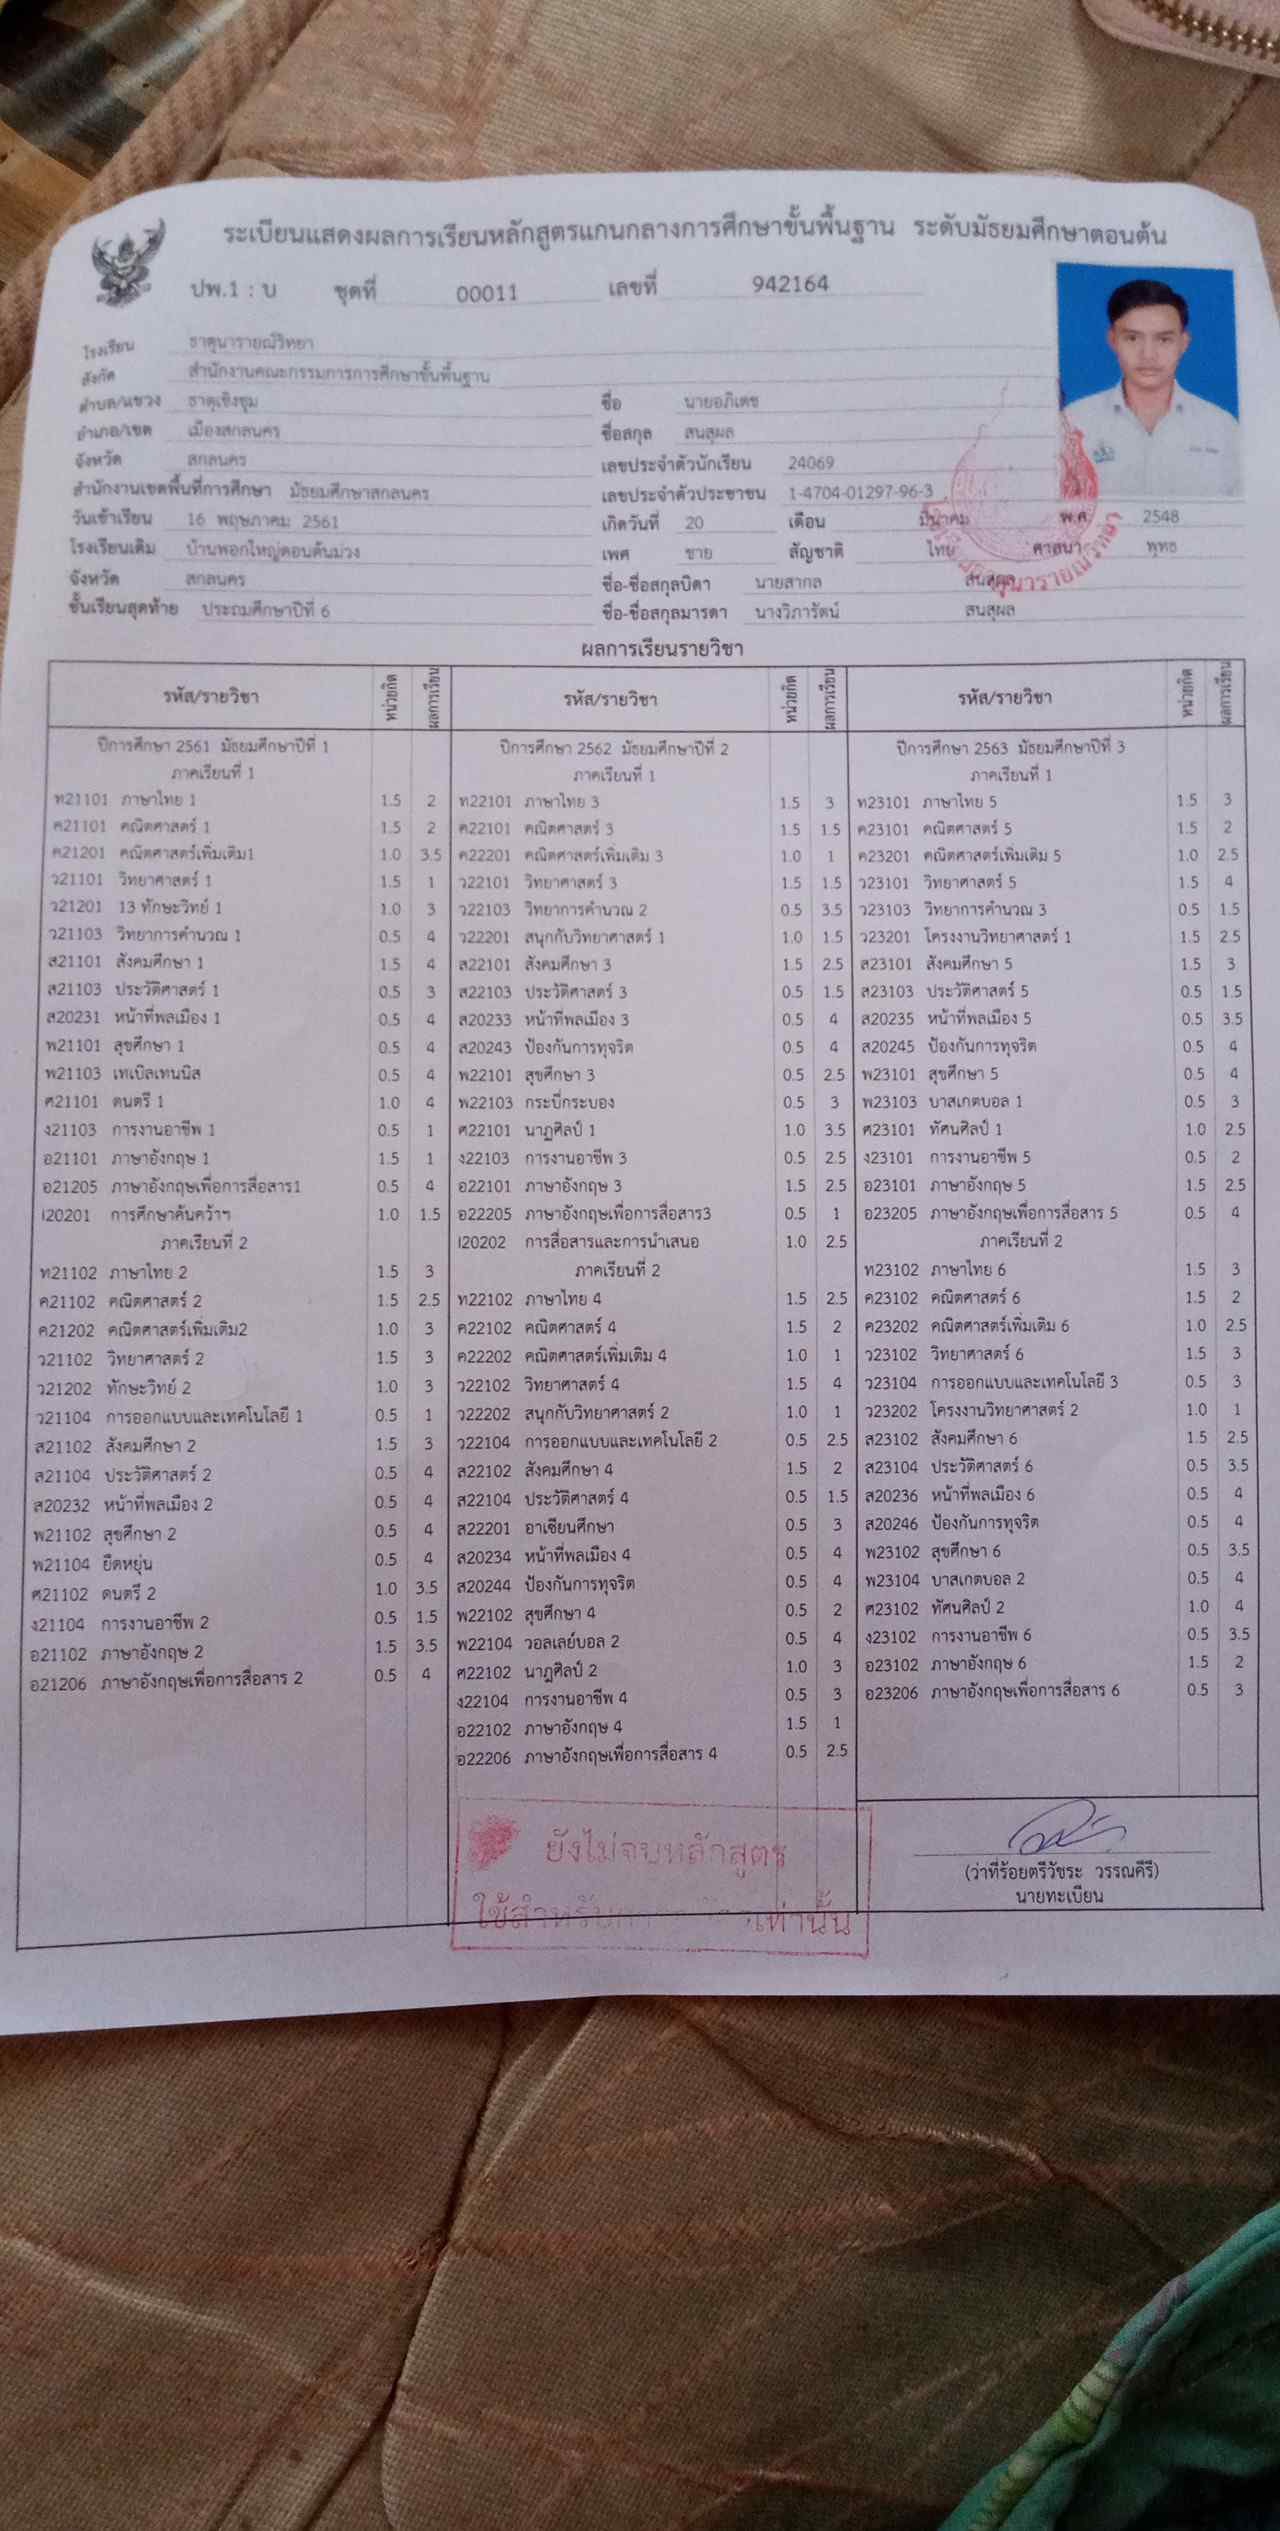 ระเบียนแสดงผลการเรียนหลักสูตรแกนกลางการศึกษาขั้นพื้นฐาน ระดับมัธยมศึกษาตอนต้น
ปพ.1 : บ ชุดที่ 00011 เลขที่ 942164
โรงเรียน ธาตุนารายณ์วิทยา
สังกัด สำนักงานคณะกรรมการการศึกษาขั้นพื้นฐาน
ตำบล/แขวง ธาตุเชิงชุม
อำเภอ/เขต เมืองสกลนคร
จังหวัด สกลนคร
สำนักงานเขตพื้นที่การศึกษา มัธยมศึกษาสกลนคร
วันเข้าเรียน 16 พฤษภาคม 2561
โรงเรียนเดิม บ้านพอกใหญ่ดอนต้นม่วง
จังหวัด สกลนคร
ชั้นเรียนสุดท้าย ประถมศึกษาปีที่ 6
ชื่อ นายอภิเดช
ชื่อสกุล สนสุผล
เลขประจำตัวนักเรียน 24069
เลขประจำตัวประชาชน 1-4704-01297-96-3
เกิดวันที่ 20 เดือน มีนาคม พ.ศ. 2548
เพศ ชาย สัญชาติ ไทย ศาสนา พุทธ
ชื่อ-ชื่อสกุลบิดา นายสากล สนสุผล
ชื่อ-ชื่อสกุลมารดา นางวิภารัตน์ สนสุผล
ผลการเรียนรายวิชา
รหัส/รายวิชา หน่วยกิต ผลการเรียน
ปีการศึกษา 2561 มัธยมศึกษาปีที่ 1
ภาคเรียนที่ 1
ท21101 ภาษาไทย 1 1.5 2
ค21101 คณิตศาสตร์ 1 1.5 2
ค21201 คณิตศาสตร์เพิ่มเติม1 1.0 3.5
ว21101 วิทยาศาสตร์ 1 1.5 1
ว21201 13 ทักษะวิทย์ 1 1.0 3
ว21103 วิทยาการคำนวณ 1 0.5 4
ส21101 สังคมศึกษา 1 1.5 4
ส21103 ประวัติศาสตร์ 1 0.5 3
ส20231 หน้าที่พลเมือง 1 0.5 4
พ21101 สุขศึกษา 1 0.5 4
พ21103 เทเบิลเทนนิส 0.5 4
ศ21101 ดนตรี 1 1.0 4
ง21103 การงานอาชีพ 1 0.5 1
อ21101 ภาษาอังกฤษ 1 1.5 1
อ21205 ภาษาอังกฤษเพื่อการสื่อสาร1 0.5 4
I20201 การศึกษาค้นคว้าฯ 1.0 1.5
ภาคเรียนที่ 2
ท21102 ภาษาไทย 2 1.5 3
ค21102 คณิตศาสตร์ 2 1.5 2.5
ค21202 คณิตศาสตร์เพิ่มเติม2 1.0 3
ว21102 วิทยาศาสตร์ 2 1.5 3
ว21202 ทักษะวิทย์ 2 1.0 3
ว21104 การออกแบบและเทคโนโลยี 1 0.5 1
ส21102 สังคมศึกษา 2 1.5 3
ส21104 ประวัติศาสตร์ 2 0.5 4
ส20232 หน้าที่พลเมือง 2 0.5 4
พ21102 สุขศึกษา 2 0.5 4
พ21104 ยืดหยุ่น 0.5 4
ศ21102 ดนตรี 2 1.0 3.5
ง21104 การงานอาชีพ 2 0.5 1.5
อ21102 ภาษาอังกฤษ 2 1.5 3.5
อ21206 ภาษาอังกฤษเพื่อการสื่อสาร 2 0.5 4
รหัส/รายวิชา หน่วยกิต ผลการเรียน
ปีการศึกษา 2562 มัธยมศึกษาปีที่ 2
ภาคเรียนที่ 1
ท22101 ภาษาไทย 3 1.5 3
ค22101 คณิตศาสตร์ 3 1.5 1.5
ค22201 คณิตศาสตร์เพิ่มเติม 3 1.0 1
ว22101 วิทยาศาสตร์ 3 1.5 1.5
ว22103 วิทยาการคำนวณ 2 0.5 3.5
ว22201 สนุกกับวิทยาศาสตร์ 1 1.0 1.5
ส22101 สังคมศึกษา 3 1.5 2.5
ส22103 ประวัติศาสตร์ 3 0.5 1.5
ส20233 หน้าที่พลเมือง 3 0.5 4
ส20243 ป้องกันการทุจริต 0.5 4
พ22101 สุขศึกษา 3 0.5 2.5
พ22103 กระบี่กระบอง 0.5 3
ศ22101 นาฏศิลป์ 1 1.0 3.5
ง22103 การงานอาชีพ 3 0.5 2.5
อ22101 ภาษาอังกฤษ 3 1.5 2.5
อ22205 ภาษาอังกฤษเพื่อการสื่อสาร3 0.5 1
I20202 การสื่อสารและการนำเสนอ 1.0 2.5
ภาคเรียนที่ 2
ท22102 ภาษาไทย 4 1.5 2.5
ค22102 คณิตศาสตร์ 4 1.5 2
ค22202 คณิตศาสตร์เพิ่มเติม 4 1.0 1
ว22102 วิทยาศาสตร์ 4 1.5 4
ว22202 สนุกกับวิทยาศาสตร์ 2 1.0 1
ว22104 การออกแบบและเทคโนโลยี 2 0.5 2.5
ส22102 สังคมศึกษา 4 1.5 2
ส22104 ประวัติศาสตร์ 4 0.5 1.5
ส22201 อาเซียนศึกษา 0.5 3
ส20234 หน้าที่พลเมือง 4 0.5 4
ส20244 ป้องกันการทุจริต 0.5 4
พ22102 สุขศึกษา 4 0.5 2
พ22104 วอลเลย์บอล 2 0.5 4
ศ22102 นาฏศิลป์ 2 1.0 3
ง22104 การงานอาชีพ 4 0.5 3
อ22102 ภาษาอังกฤษ 4 1.5 1
อ22206 ภาษาอังกฤษเพื่อการสื่อสาร 4 0.5 2.5
ยังไม่จบหลักสูตร
ใช้สำหรับ เท่านั้น
รหัส/รายวิชา หน่วยกิต ผลการเรียน
ปีการศึกษา 2563 มัธยมศึกษาปีที่ 3
ภาคเรียนที่ 1
ท23101 ภาษาไทย 5 1.5 3
ค23101 คณิตศาสตร์ 5 1.5 2
ค23201 คณิตศาสตร์เพิ่มเติม 5 1.0 2.5
ว23101 วิทยาศาสตร์ 5 1.5 4
ว23103 วิทยาการคำนวณ 3 0.5 1.5
ว23201 โครงงานวิทยาศาสตร์ 1 1.5 2.5
ส23101 สังคมศึกษา 5 1.5 3
ส23103 ประวัติศาสตร์ 5 0.5 1.5
ส20235 หน้าที่พลเมือง 5 0.5 3.5
ส20245 ป้องกันการทุจริต 0.5 4
พ23101 สุขศึกษา 5 0.5 4
พ23103 บาสเกตบอล 1 0.5 3
ศ23101 ทัศนศิลป์ 1 1.0 2.5
ง23101 การงานอาชีพ 5 0.5 2
อ23101 ภาษาอังกฤษ 5 1.5 2.5
อ23205 ภาษาอังกฤษเพื่อการสื่อสาร 5 0.5 4
ภาคเรียนที่ 2
ท23102 ภาษาไทย 6 1.5 3
ค23102 คณิตศาสตร์ 6 1.5 2
ค23202 คณิตศาสตร์เพิ่มเติม 6 1.0 2.5
ว23102 วิทยาศาสตร์ 6 1.5 3
ว23104 การออกแบบและเทคโนโลยี 3 0.5 3
ว23202 โครงงานวิทยาศาสตร์ 2 1.0 1
ส23102 สังคมศึกษา 6 1.5 2.5
ส23104 ประวัติศาสตร์ 6 0.5 3.5
ส20236 หน้าที่พลเมือง 6 0.5 4
ส20246 ป้องกันการทุจริต 0.5 4
พ23102 สุขศึกษา 6 0.5 3.5
พ23104 บาสเกตบอล 2 0.5 4
ศ23102 ทัศนศิลป์ 2 1.0 4
ง23102 การงานอาชีพ 6 0.5 3.5
อ23102 ภาษาอังกฤษ 6 1.5 2
อ23206 ภาษาอังกฤษเพื่อการสื่อสาร 6 0.5 3
(ว่าที่ร้อยตรีวัชระ วรรณคีรี)
นายทะเบียน